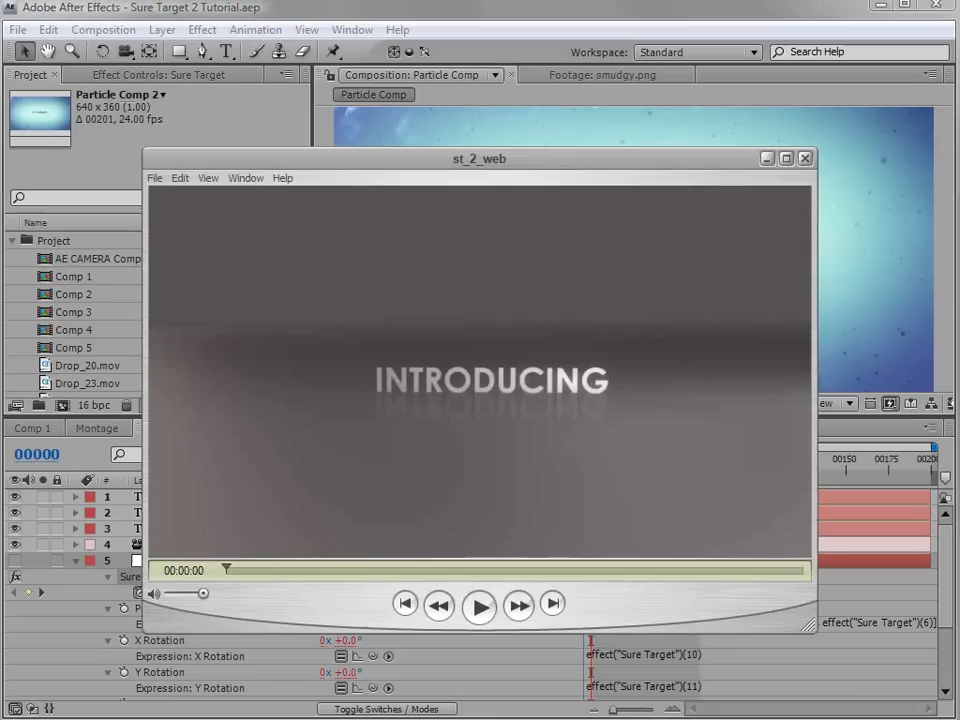 Adobe After Effects - Sure Target 2 Tutorial.aep
File Edit Composition Layer Effect Animation View Window Help
Workspace: Standard Search Help
Project Effect Controls: Sure Target Composition: Particle Comp Footage: smudgy.png
Particle Comp 2
640 x 360 (1.00)
Δ 00201, 24.00 fps
Particle Comp
st_2_web
File Edit View Window Help
Name
Project
AE CAMERA Comp
Comp 1
Comp 2
Comp 3
Comp 4
Comp 5
Drop_20.mov
Drop_23.mov
INTRODUCING
16 bpc
ew
Comp 1 Montage
00000
00150 00175 0020
#
1 T
2 T
3 T
4
5
00:00:00
fx Sure
P
effect("Sure Target")(6)]
X Rotation 0x +0.0°
Expression: X Rotation effect("Sure Target")(10)
Y Rotation 0x +0.0°
Expression: Y Rotation effect("Sure Target")(11)
Toggle Switches / Modes